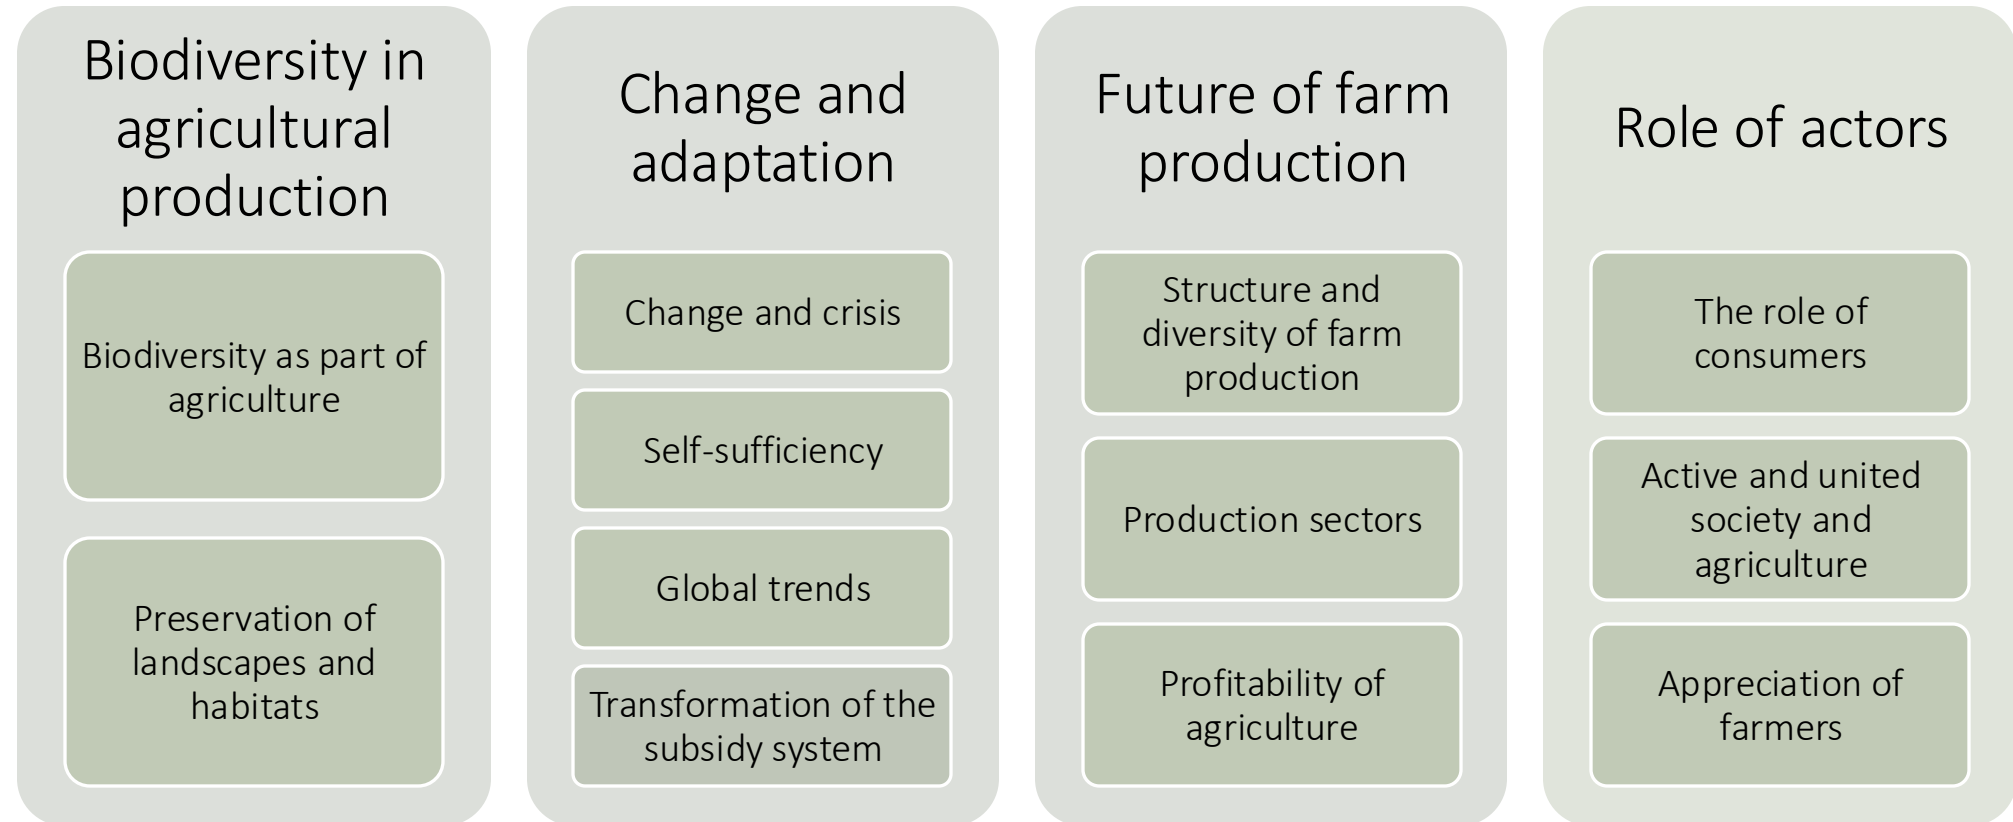 Biodiversity in
agricultural
production
Biodiversity as part of
agriculture
Preservation of
landscapes and
habitats
Change and
adaptation
Change and crisis
Self-sufficiency
Global trends
Transformation of the
subsidy system
Future of farm
production
Structure and
diversity of farm
production
Production sectors
Profitability of
agriculture
Role of actors
The role of
consumers
Active and united
society and
agriculture
Appreciation of
farmers